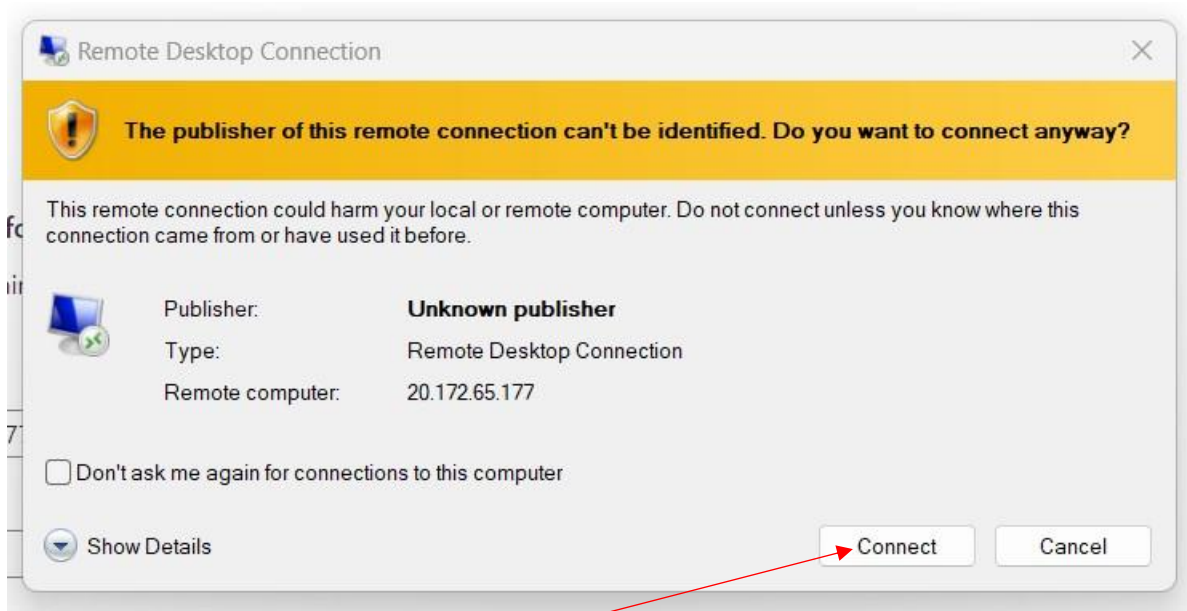 Remote Desktop Connection
The publisher of this remote connection can't be identified. Do you want to connect anyway?
This remote connection could harm your local or remote computer. Do not connect unless you know where this
connection came from or have used it before.
Publisher: Unknown publisher
Type: Remote Desktop Connection
Remote computer: 20.172.65.177
Don't ask me again for connections to this computer
Show Details
Connect
Cancel